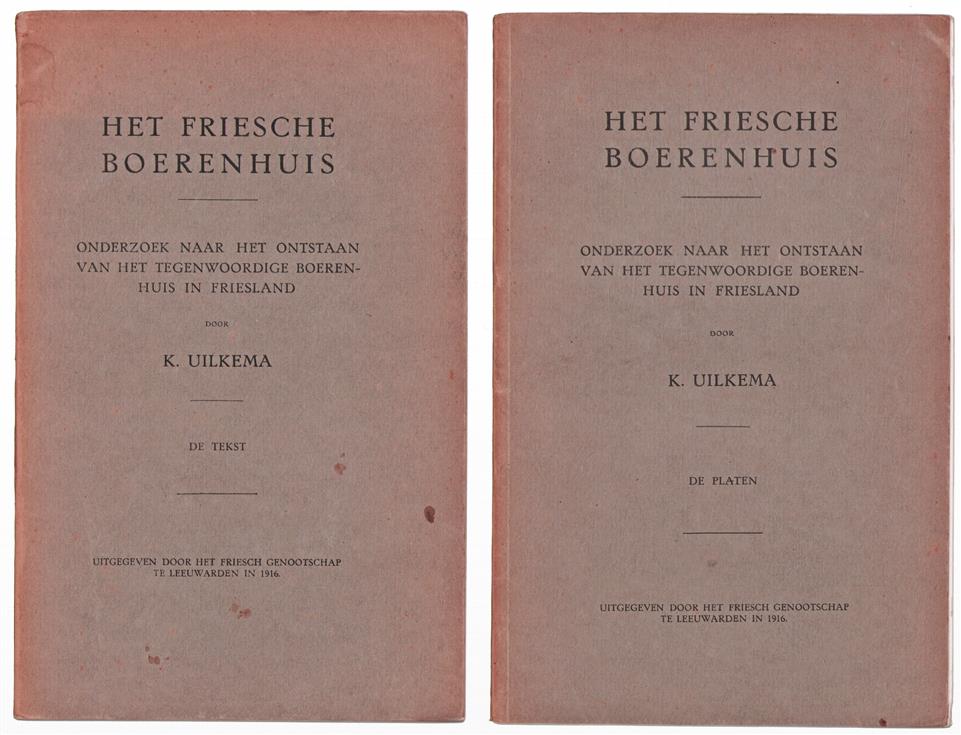 HET FRIESCHE
BOERENHUIS
ONDERZOEK NAAR HET ONTSTAAN
VAN HET TEGENWOORDIGE BOEREN-
HUIS IN FRIESLAND
DOOR
K. UILKEMA
DE TEKST
UITGEGEVEN DOOR HET FRIESCH GENOOTSCHAP
TE LEEUWARDEN IN 1916.
HET FRIESCHE
BOERENHUIS
ONDERZOEK NAAR HET ONTSTAAN
VAN HET TEGENWOORDIGE BOEREN-
HUIS IN FRIESLAND
DOOR
K. UILKEMA
DE PLATEN
UITGEGEVEN DOOR HET FRIESCH GENOOTSCHAP
TE LEEUWARDEN IN 1916.